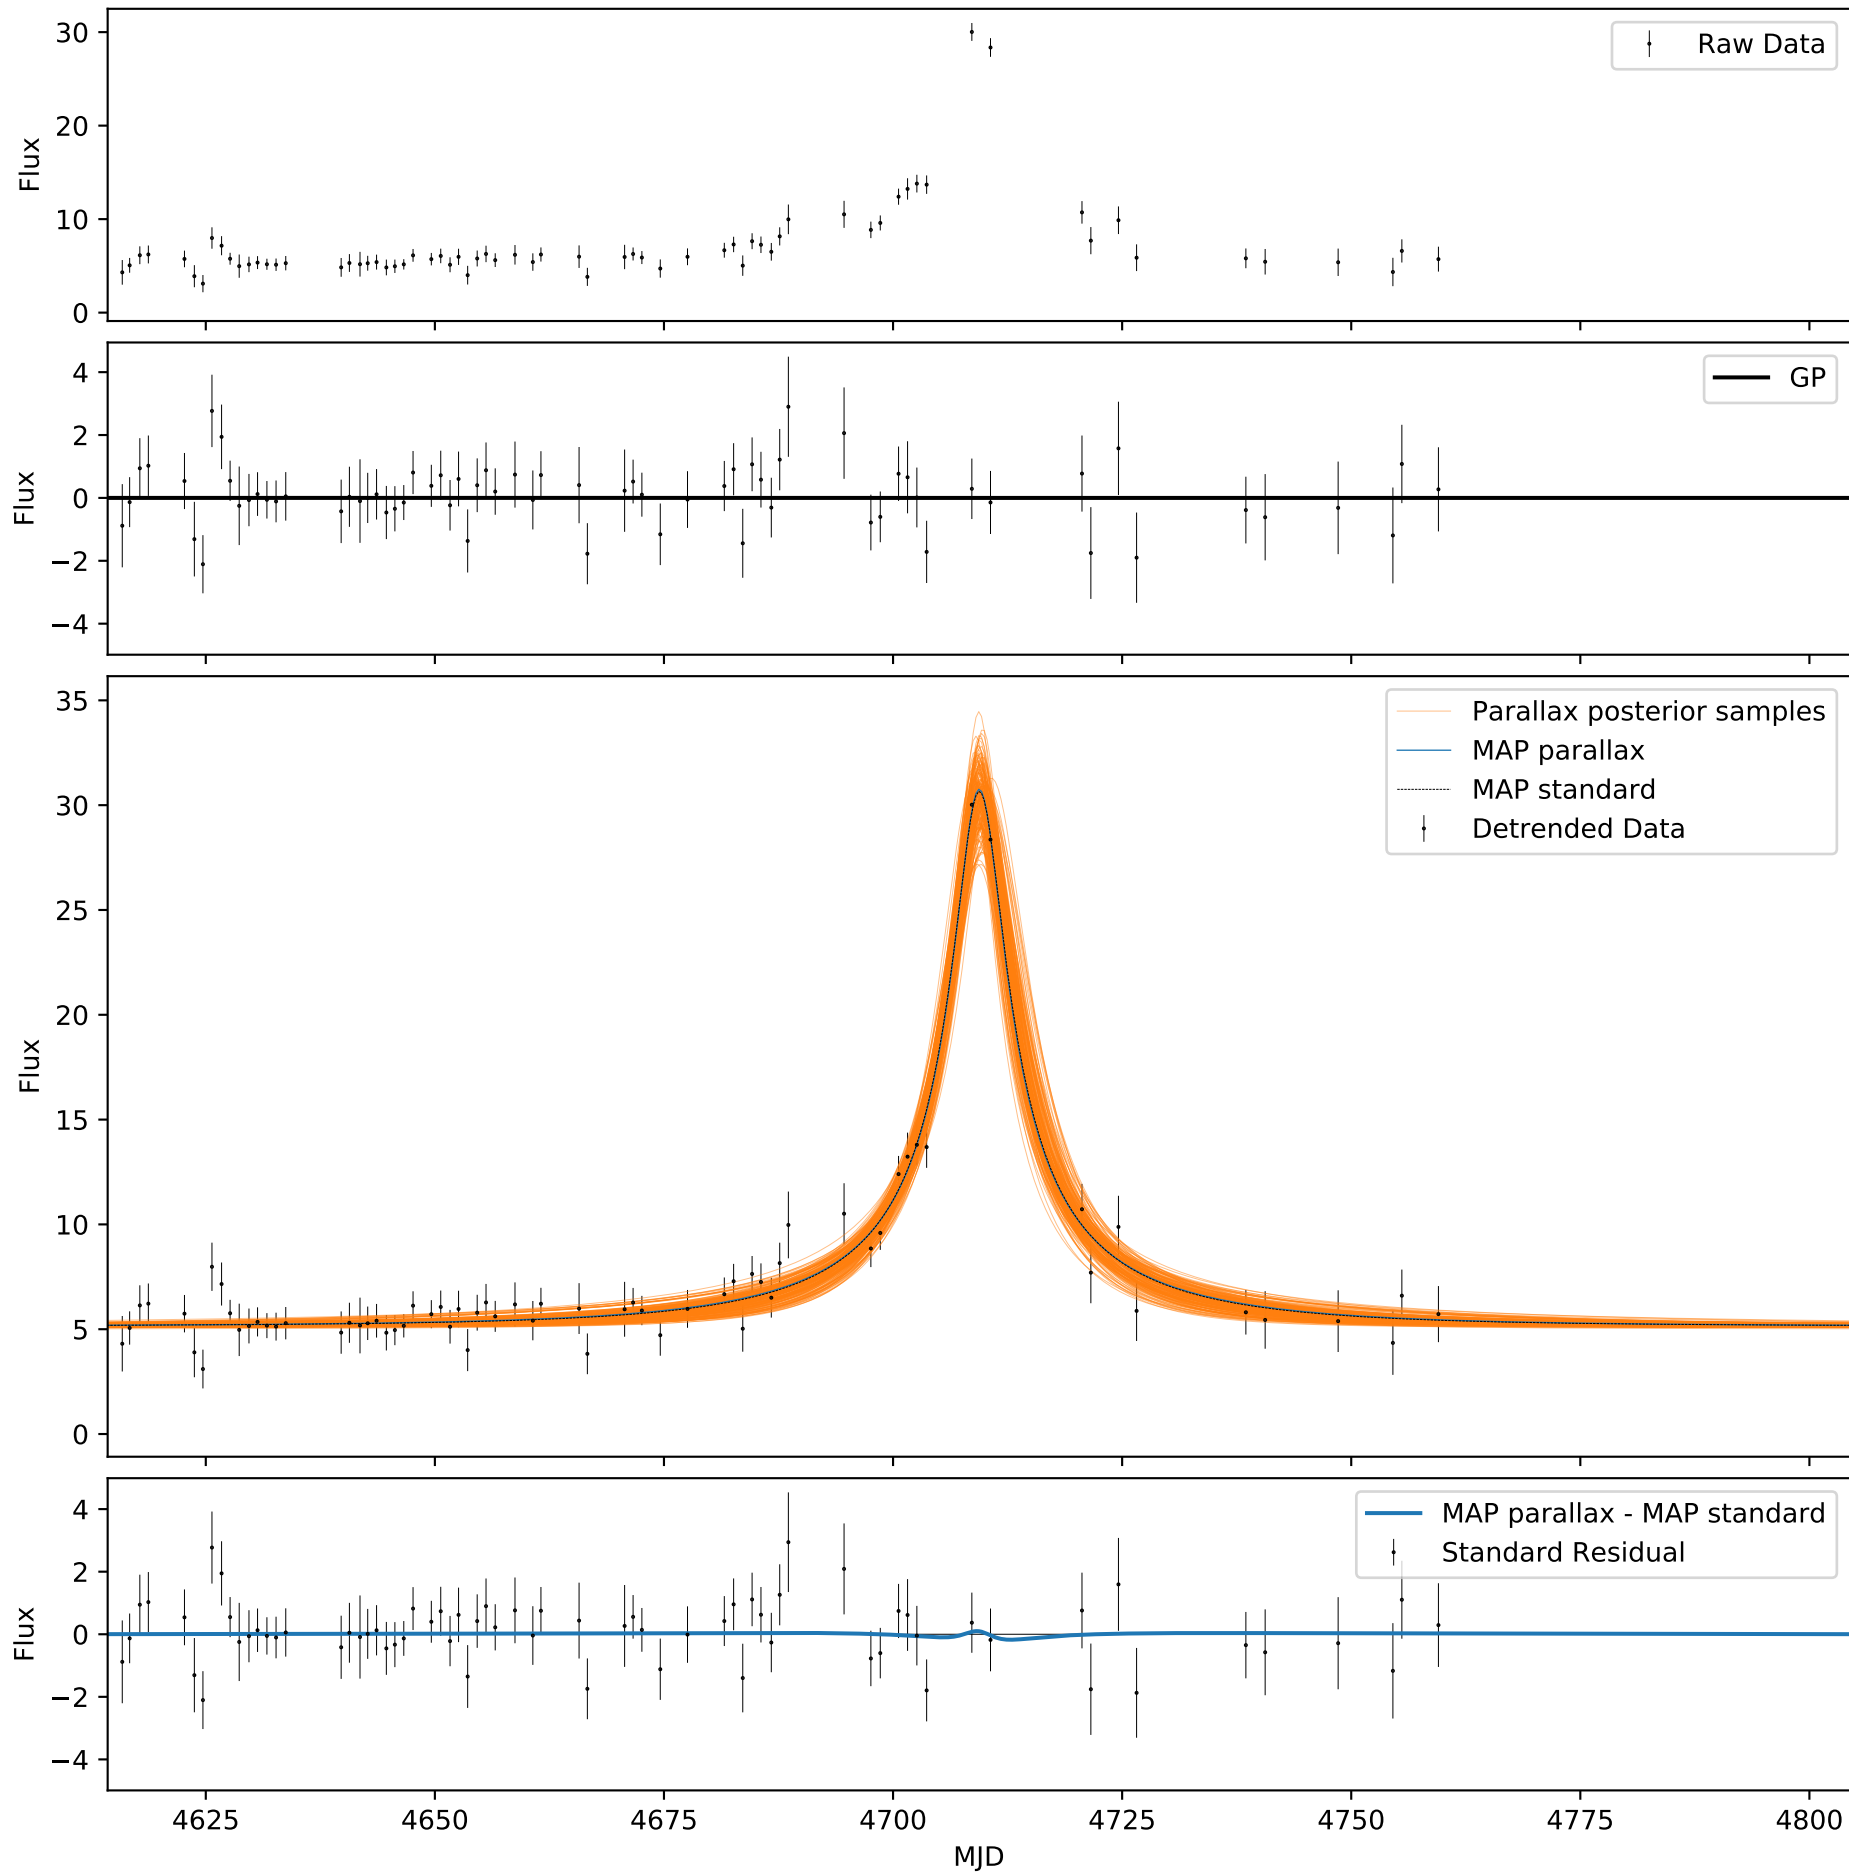 30
20
10
0
Flux
Raw Data
4
2
0
−2
−4
Flux
GP
35
30
25
20
15
10
5
0
Flux
Parallax posterior samples
MAP parallax
MAP standard
Detrended Data
4
2
0
−2
−4
Flux
MAP parallax - MAP standard
Standard Residual
4625 4650 4675 4700 4725 4750 4775 4800
MJD